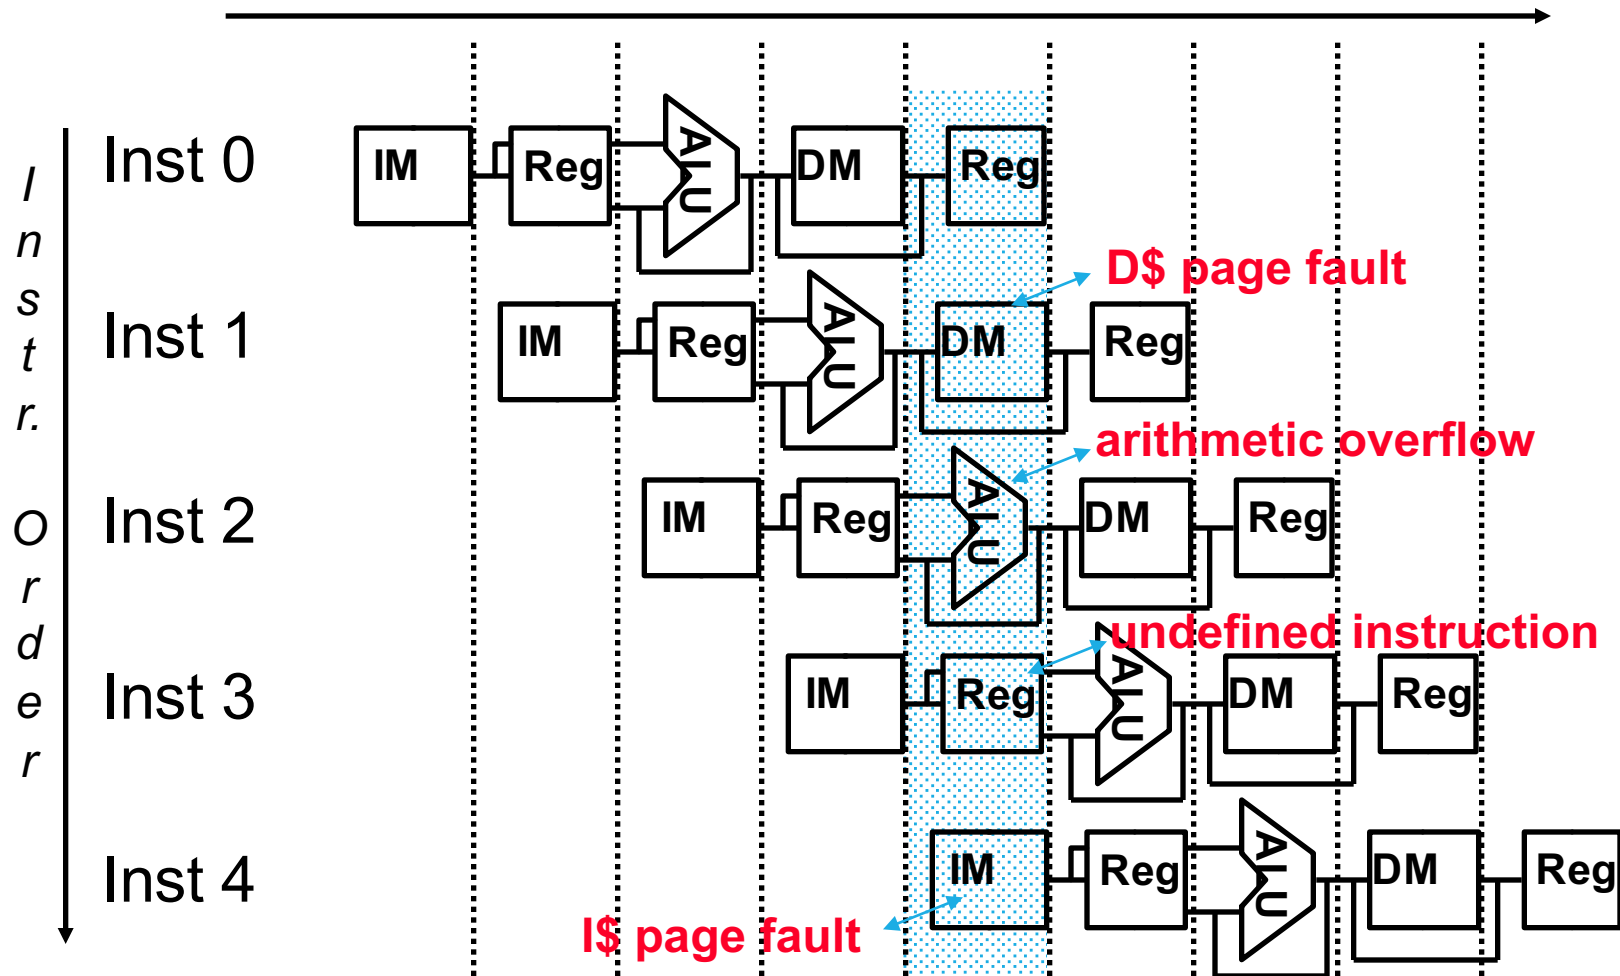 Instr. Order
Inst 0 IM Reg ALU DM Reg
D$ page fault
Inst 1 IM Reg ALU DM Reg
arithmetic overflow
Inst 2 IM Reg ALU DM Reg
undefined instruction
Inst 3 IM Reg ALU DM Reg
Inst 4 IM Reg ALU DM Reg
I$ page fault